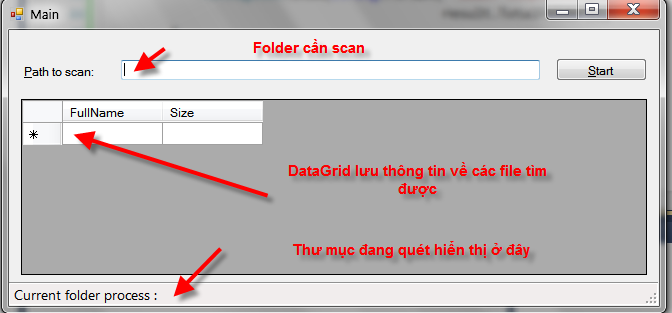 Main
Folder cần scan
Path to scan:
Start
FullName Size
DataGrid lưu thông tin về các file tìm
được
Thư mục đang quét hiển thị ở đây
Current folder process :